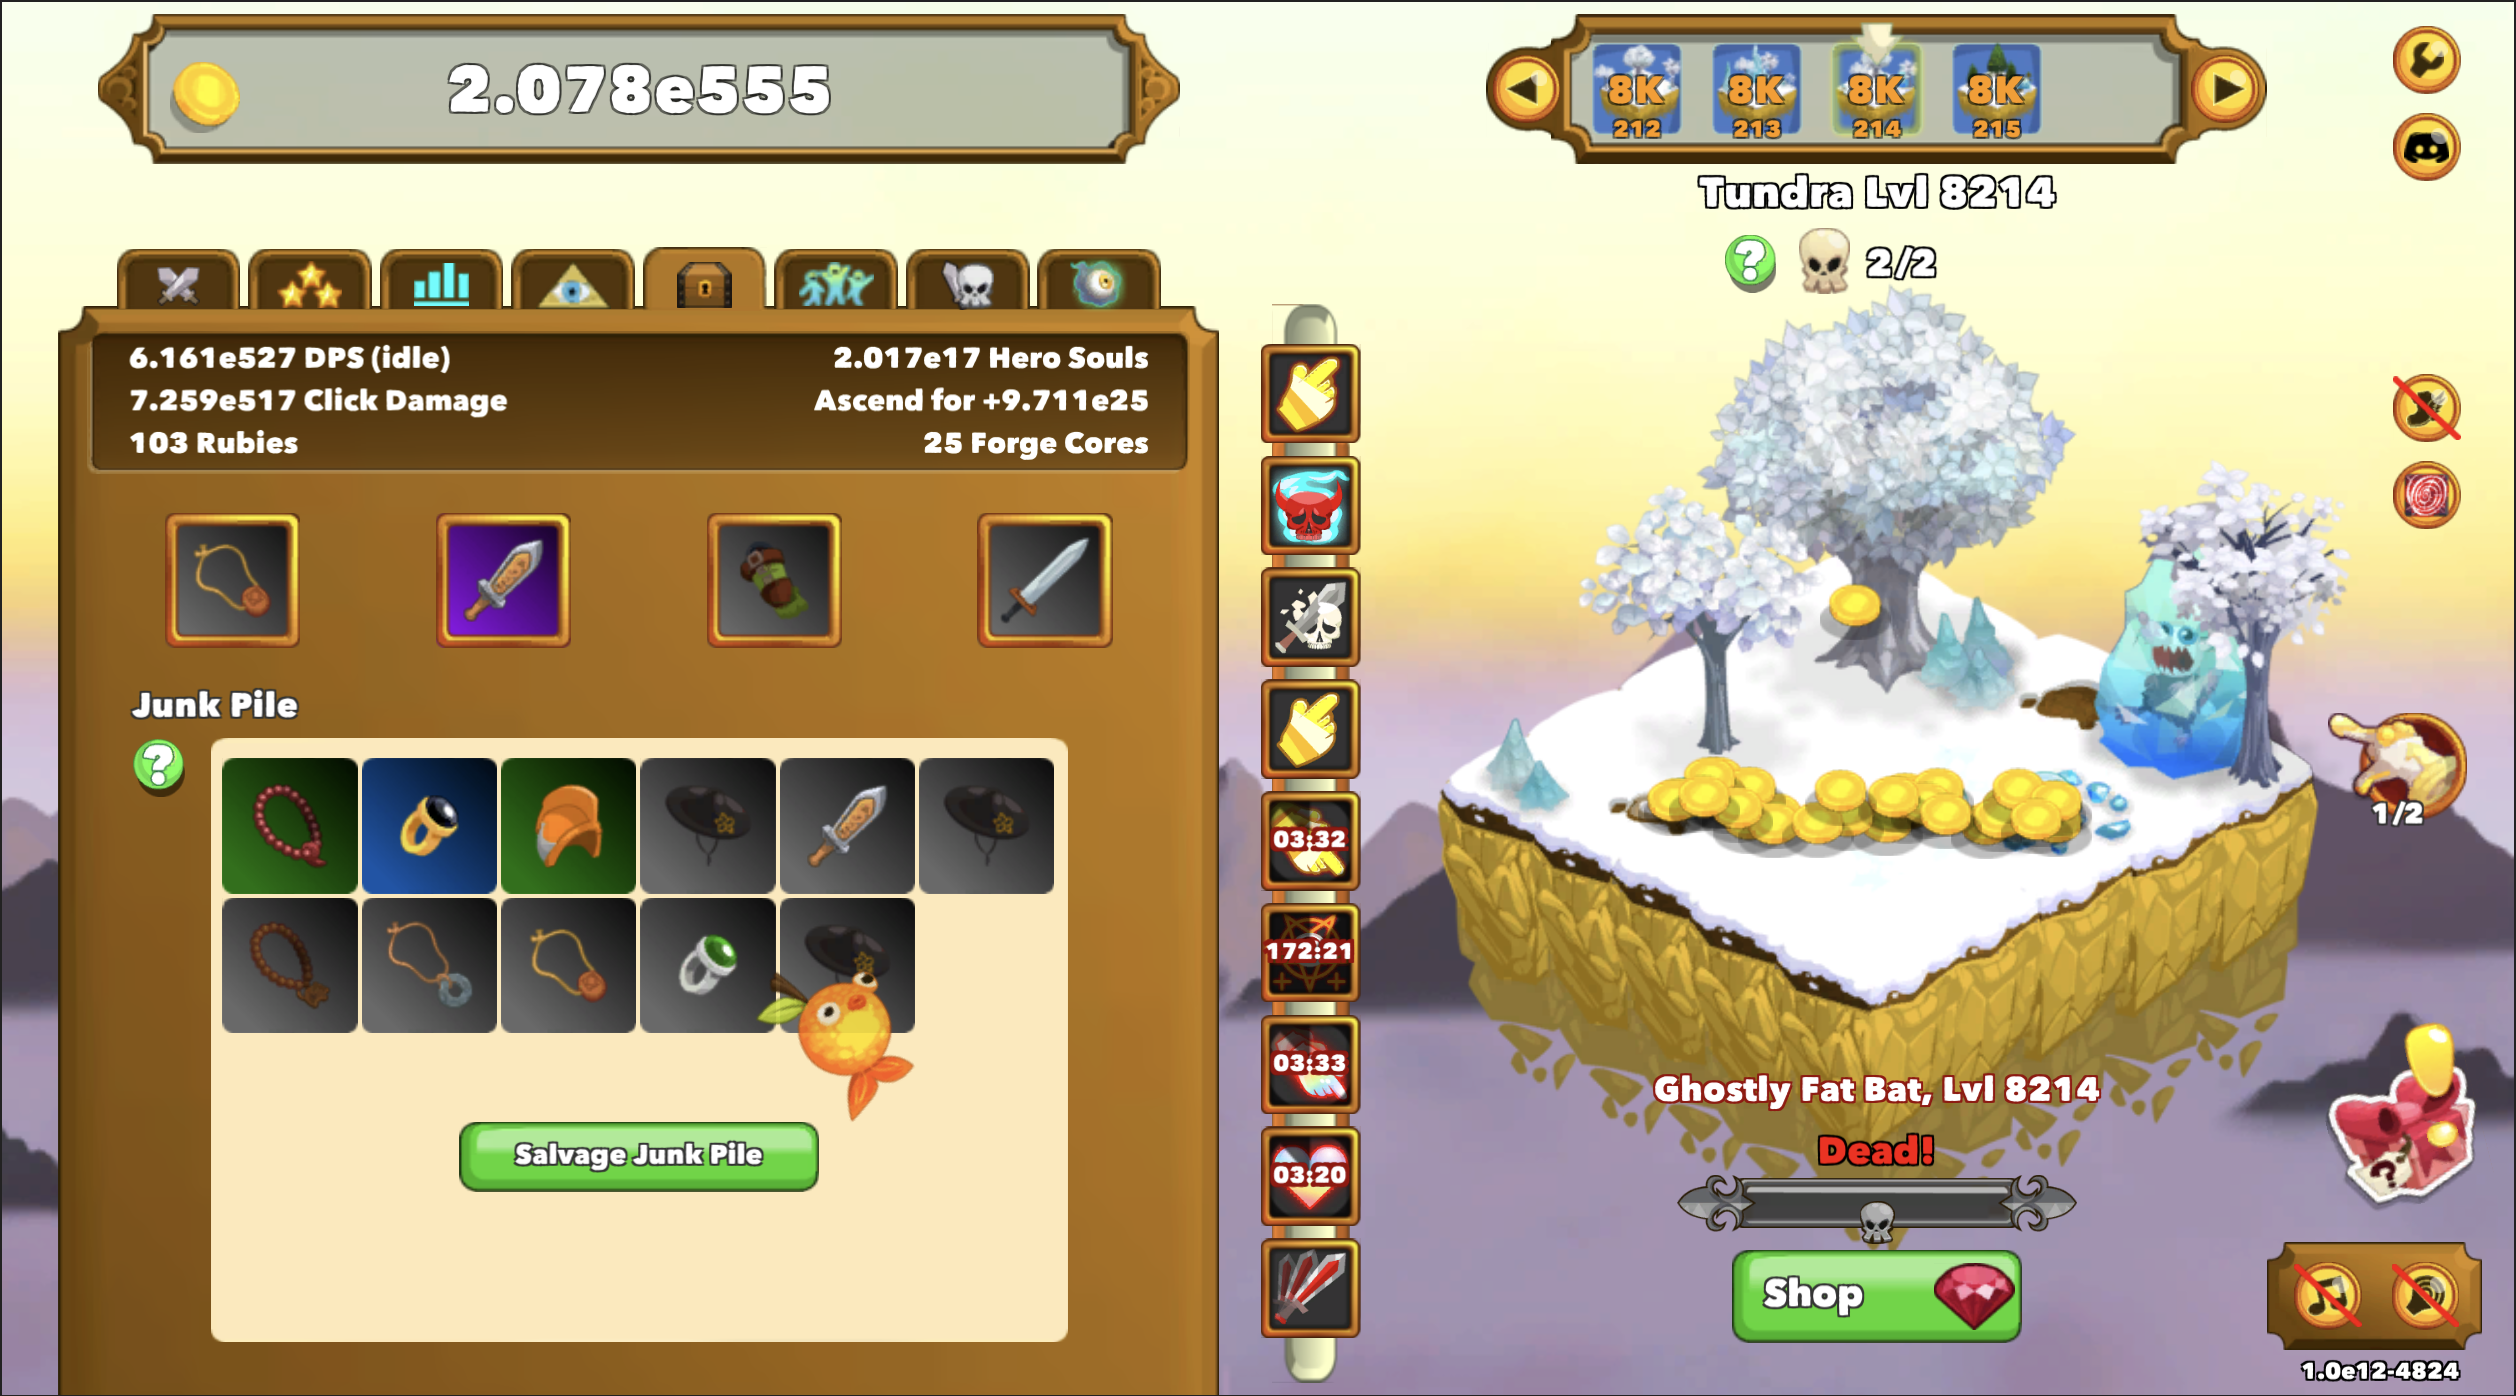 2.078e555
8K
212
8K
213
8K
214
8K
215
Tundra Lvl 8214
?
2/2
6.161e527 DPS (idle)
7.259e517 Click Damage
103 Rubies
2.017e17 Hero Souls
Ascend for +9.711e25
25 Forge Cores
Junk Pile
?
Salvage Junk Pile
03:32
172:21
03:33
03:20
1/2
Ghostly Fat Bat, Lvl 8214
Dead!
Shop
?
1.0e12-4824